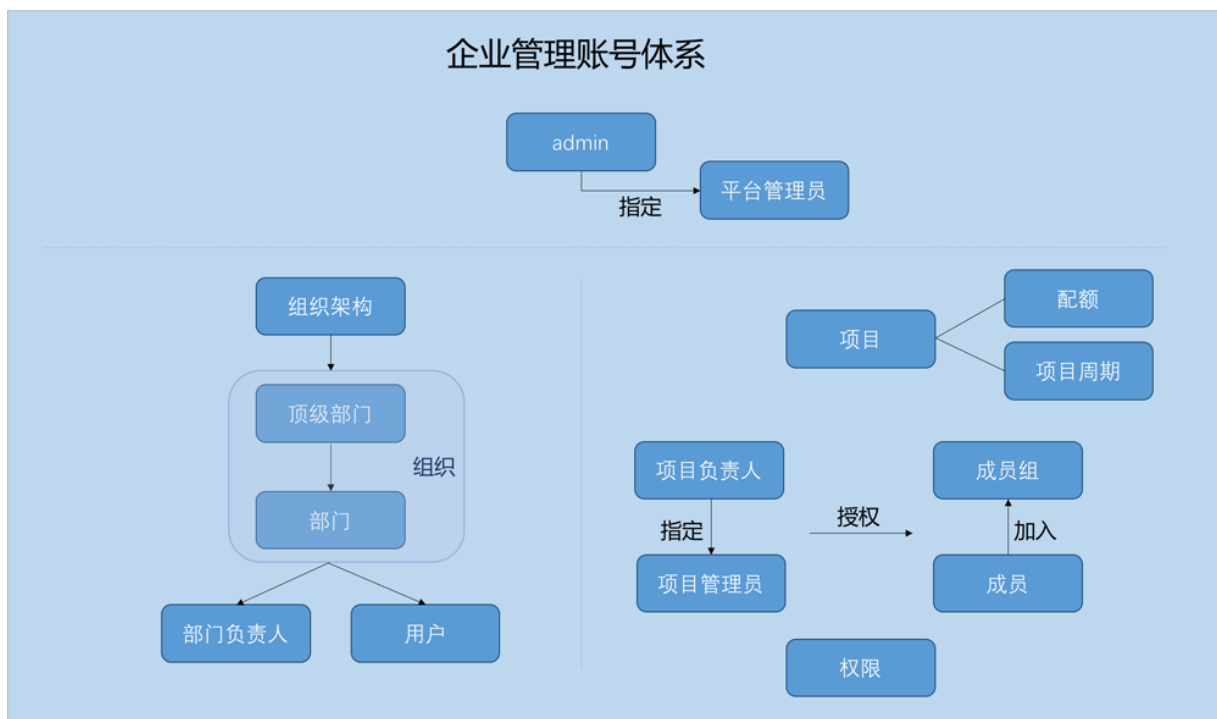 企业管理账号体系
admin
平台管理员
指定
组织架构
顶级部门
组织
部门
部门负责人
用户
项目
配额
项目周期
项目负责人
指定
项目管理员
授权
成员组
加入
成员
权限